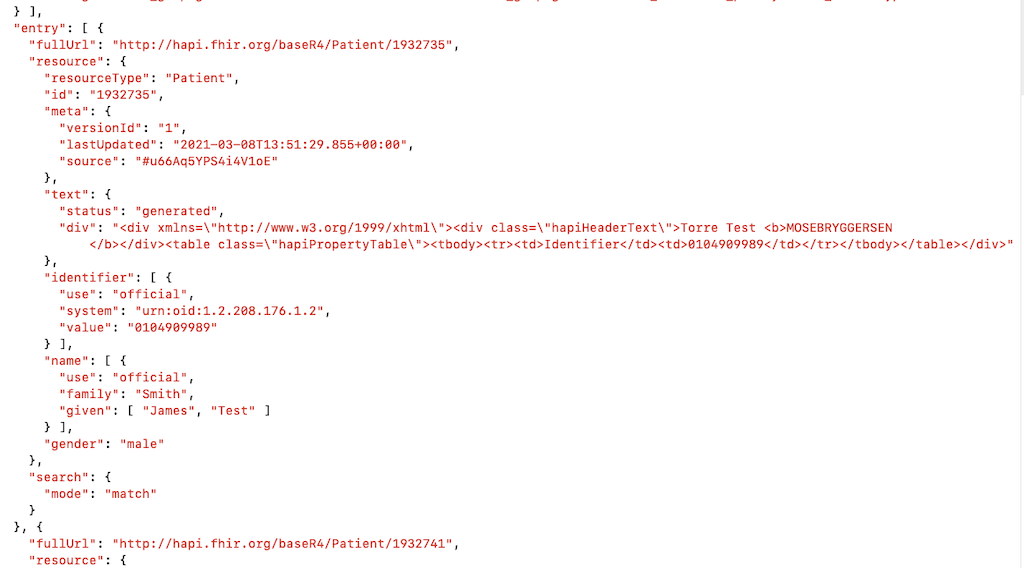 } ],
"entry": [ {
"fullUrl": "http://hapi.fhir.org/baseR4/Patient/1932735",
"resource": {
"resourceType": "Patient",
"id": "1932735",
"meta": {
"versionId": "1",
"lastUpdated": "2021-03-08T13:51:29.855+00:00",
"source": "#u66Aq5YPS4i4V1oE"
},
"text": {
"status": "generated",
"div": "<div xmlns=\"http://www.w3.org/1999/xhtml\"><div class=\"hapiHeaderText\">Torre Test <b>MOSEBRYGGERSEN
</b></div><table class=\"hapiPropertyTable\"><tbody><tr><td>Identifier</td><td>0104909989</td></tr></tbody></table></div>"
},
"identifier": [ {
"use": "official",
"system": "urn:oid:1.2.208.176.1.2",
"value": "0104909989"
} ],
"name": [ {
"use": "official",
"family": "Smith",
"given": [ "James", "Test" ]
} ],
"gender": "male"
},
"search": {
"mode": "match"
}
}, {
"fullUrl": "http://hapi.fhir.org/baseR4/Patient/1932741",
"resource": {